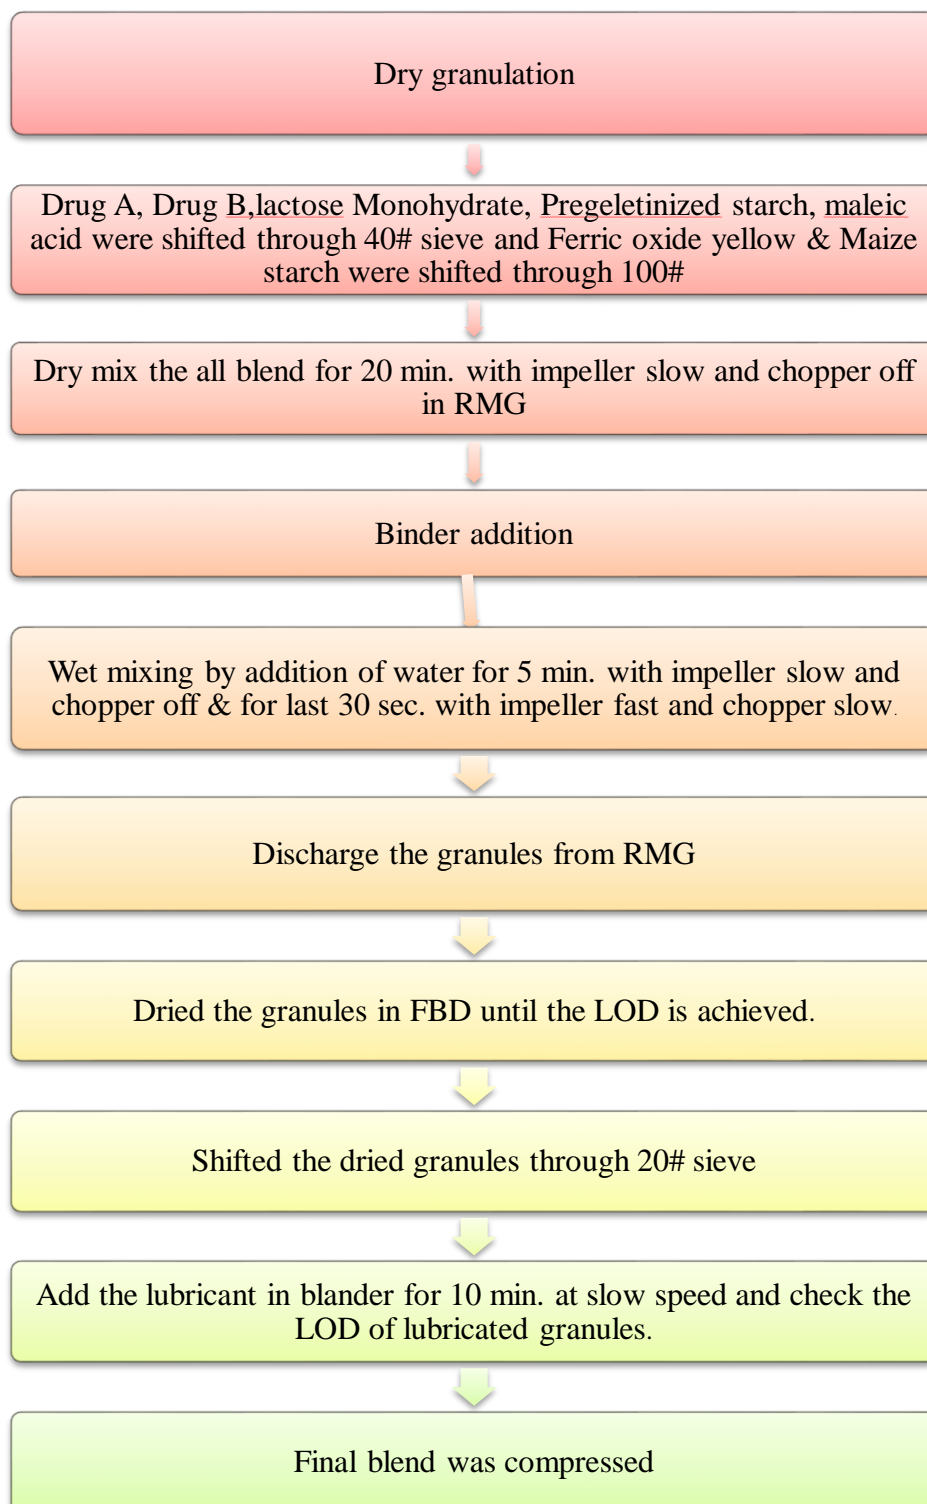 Dry granulation
Drug A, Drug B,lactose Monohydrate, Pregeletinized starch, maleic
acid were shifted through 40# sieve and Ferric oxide yellow & Maize
starch were shifted through 100#
Dry mix the all blend for 20 min. with impeller slow and chopper off
in RMG
Binder addition
Wet mixing by addition of water for 5 min. with impeller slow and
chopper off & for last 30 sec. with impeller fast and chopper slow.
Discharge the granules from RMG
Dried the granules in FBD until the LOD is achieved.
Shifted the dried granules through 20# sieve
Add the lubricant in blander for 10 min. at slow speed and check the
LOD of lubricated granules.
Final blend was compressed